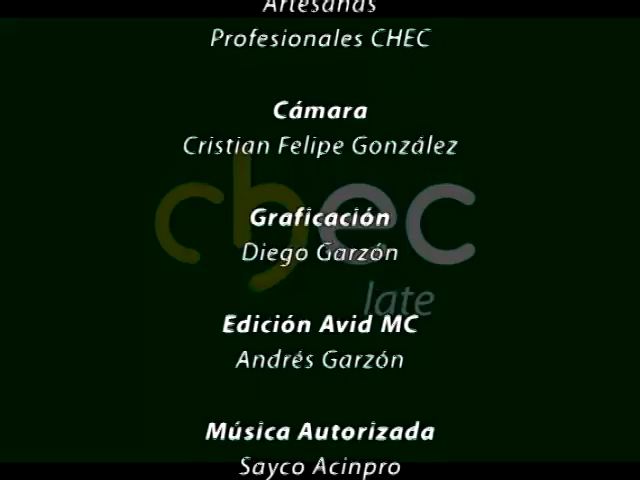 Artesanas
Profesionales CHEC
Cámara
Cristian Felipe González
chec
Graficación
Diego Garzón
late
Edición Avid MC
Andrés Garzón
Música Autorizada
Sayco Acinpro